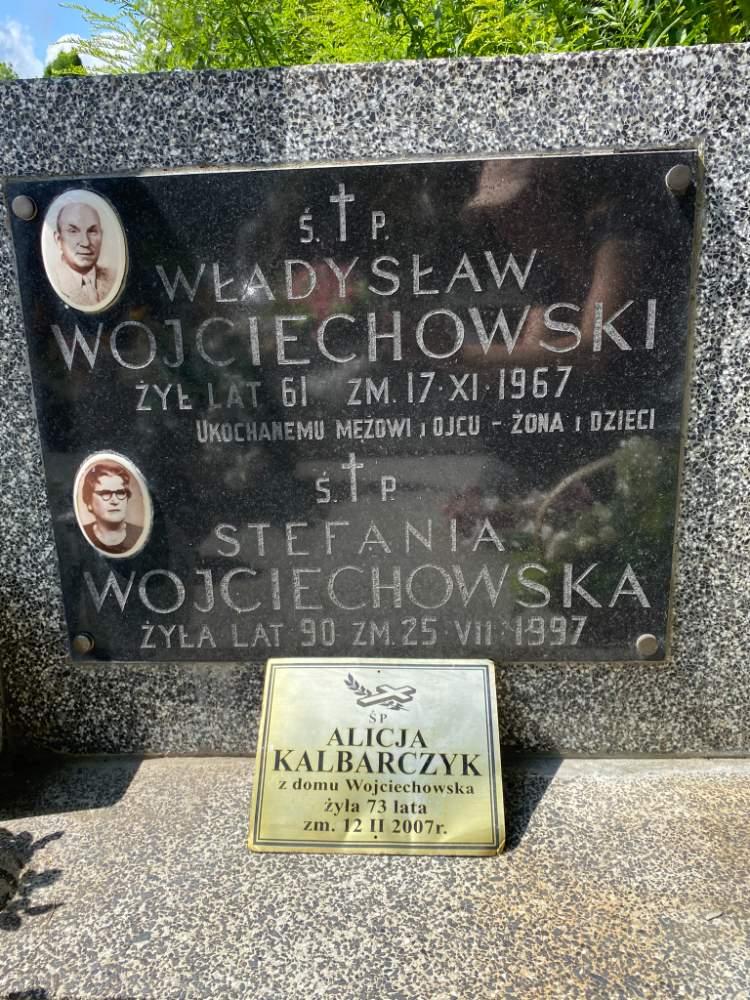 Ś. P.
WŁADYSŁAW
WOJCIECHOWSKI
ŻYŁ LAT 61 ZM. 17·XI·1967
UKOCHANEMU MĘŻOWI i OJCU - ŻONA i DZIECI
Ś. P.
STEFANIA
WOJCIECHOWSKA
ŻYŁA LAT 90 ZM. 25·VII·1997
ŚP
ALICJA
KALBARCZYK
z domu Wojciechowska
żyła 73 lata
zm. 12 II 2007r.